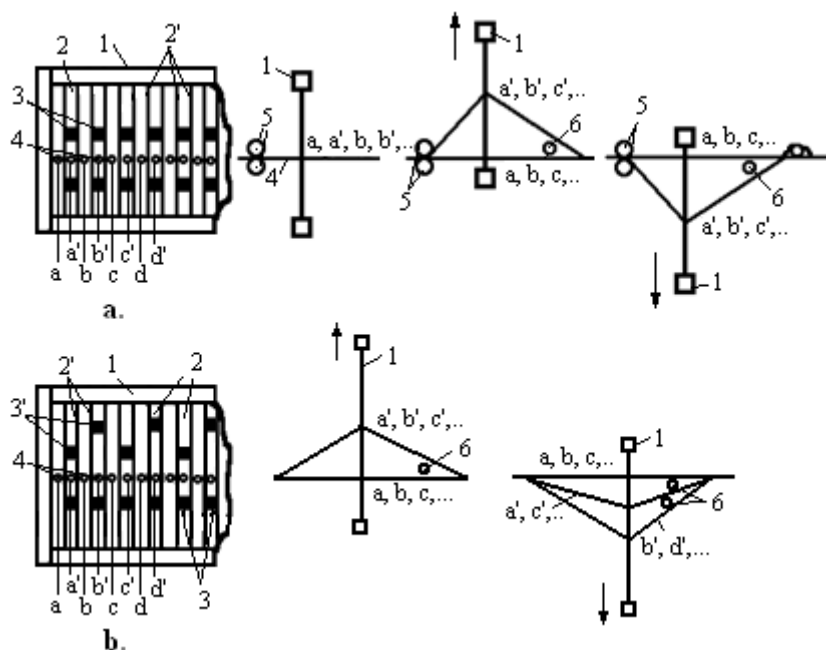 2 1 2'
3
4
1
5
a, a', b, b',..
4
1
a', b', c',..
6
a, b, c,..
5
5
a, b, c,..
6
a', b', c',..
1
a' b' c' d'
a b c d
a.
2' 1 2
3'
4
1
a', b', c',..
6
a, b, c,...
1
a, b, c,..
a', c',..
6
b', d',...
a' b' c' d' 3
a b c d
b.